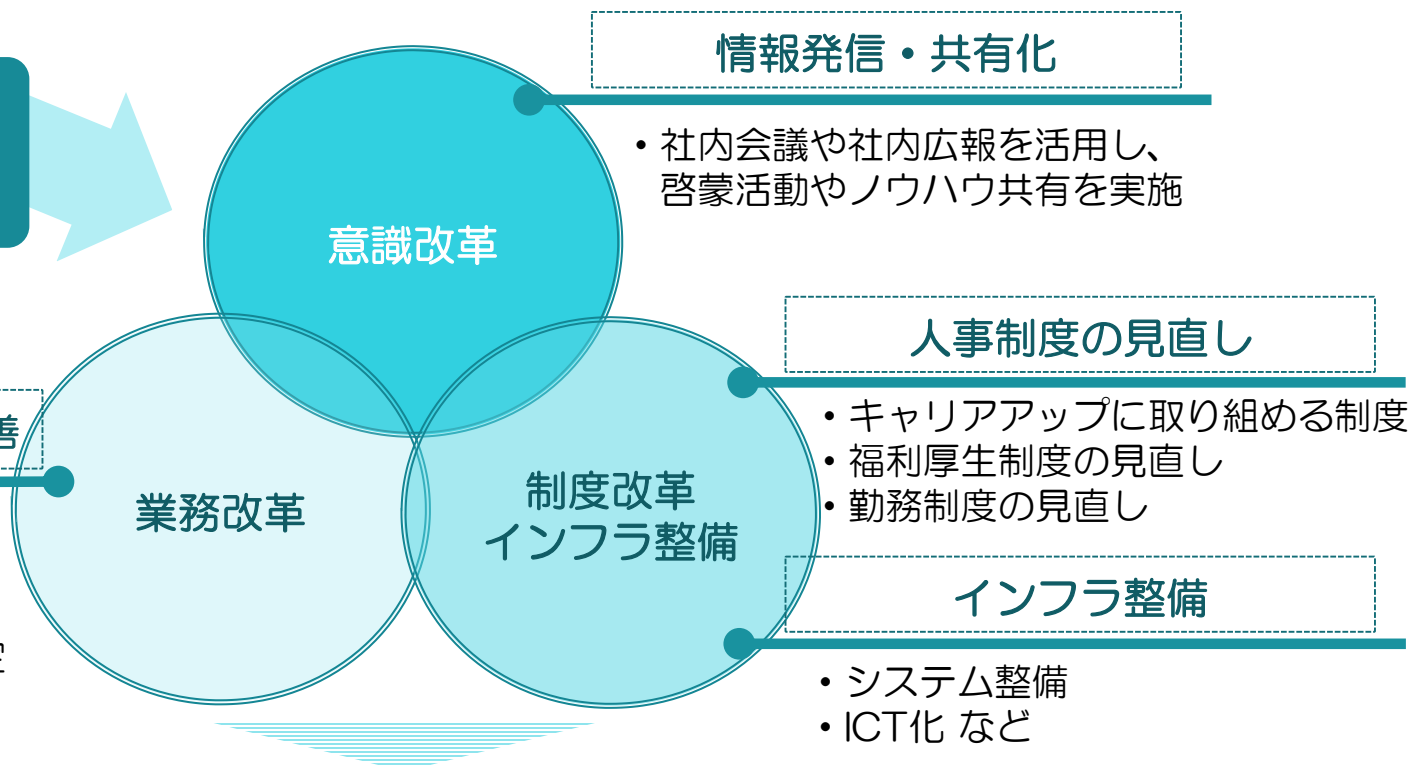 情報発信・共有化
・社内会議や社内広報を活用し、
啓蒙活動やノウハウ共有を実施
意識改革
人事制度の見直し
・キャリアアップに取り組める制度
・福利厚生制度の見直し
・勤務制度の見直し
善
業務改革
制度改革
インフラ整備
インフラ整備
・システム整備
・ICT化 など